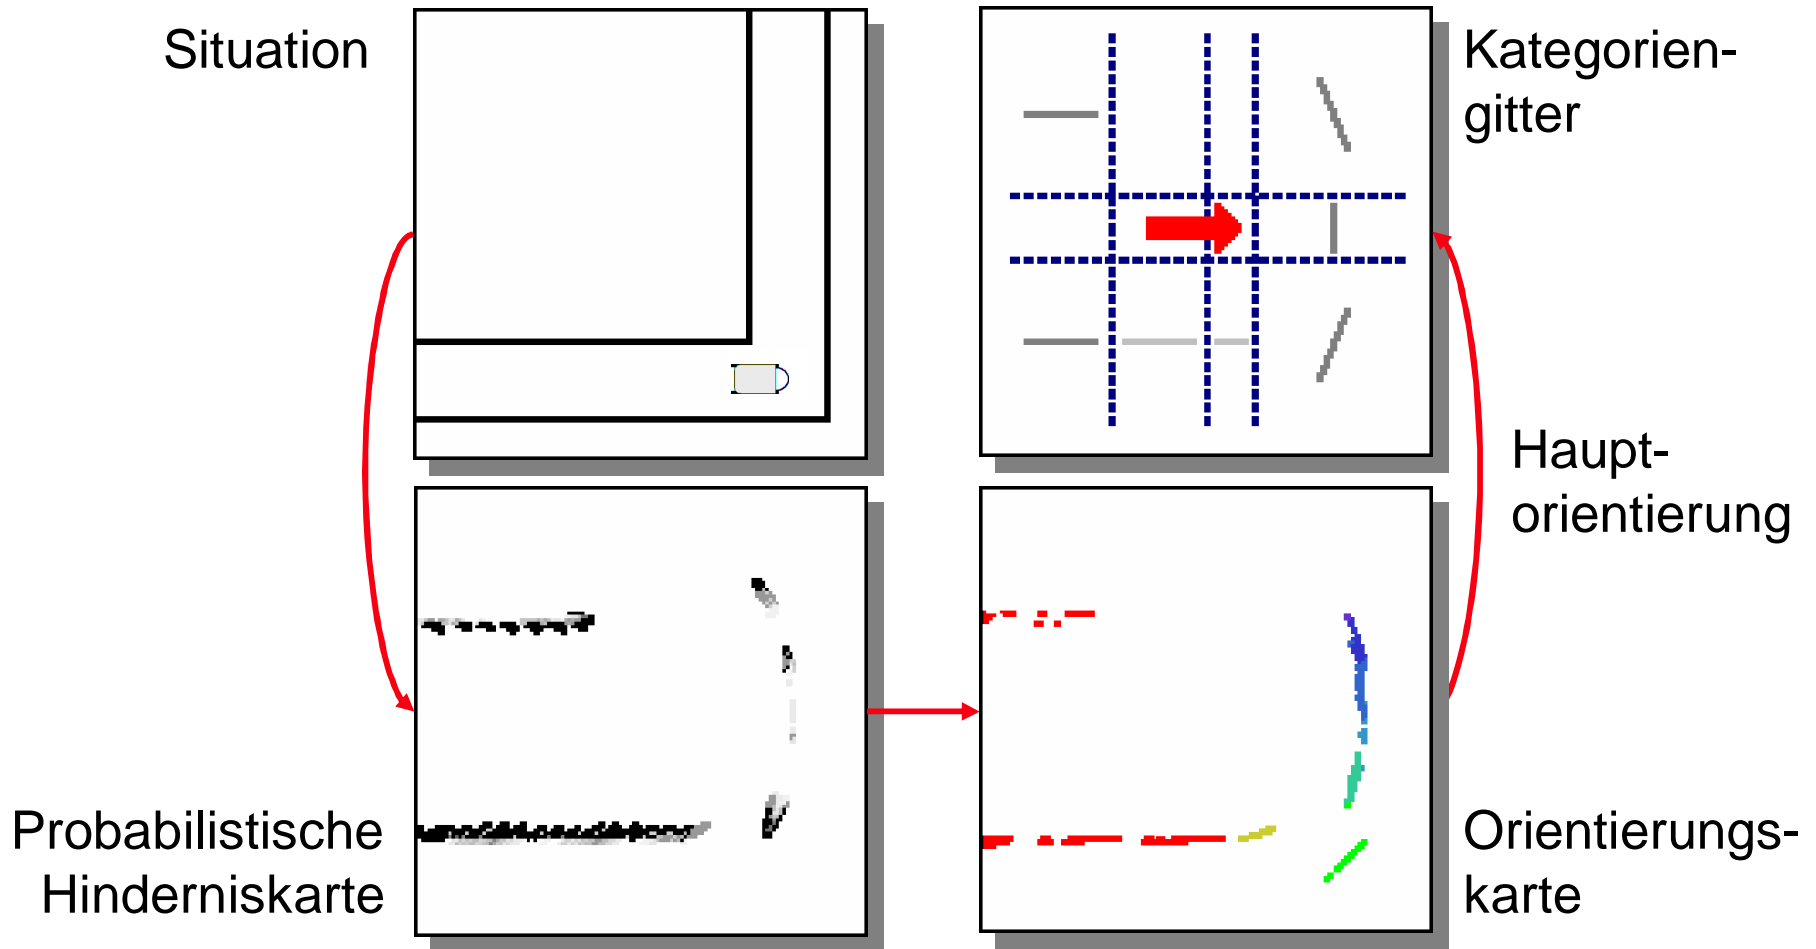 Situation
Kategorien-
gitter
Haupt-
orientierung
Probabilistische
Hinderniskarte
Orientierungs-
karte